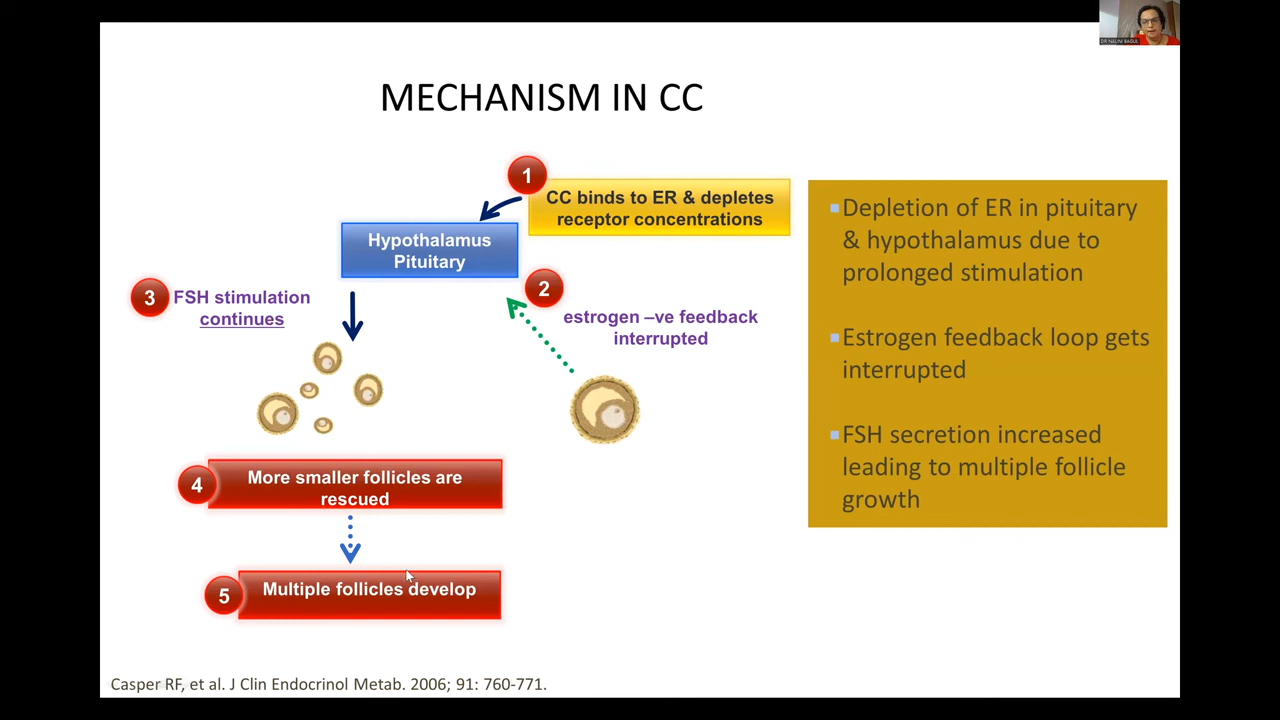 DR NALINI BAGUL
MECHANISM IN CC
1
CC binds to ER & depletes
receptor concentrations
Hypothalamus
Pituitary
2
estrogen –ve feedback
interrupted
3
FSH stimulation
continues
4
More smaller follicles are
rescued
5
Multiple follicles develop
▪Depletion of ER in pituitary
& hypothalamus due to
prolonged stimulation
▪Estrogen feedback loop gets
interrupted
▪FSH secretion increased
leading to multiple follicle
growth
Casper RF, et al. J Clin Endocrinol Metab. 2006; 91: 760-771.